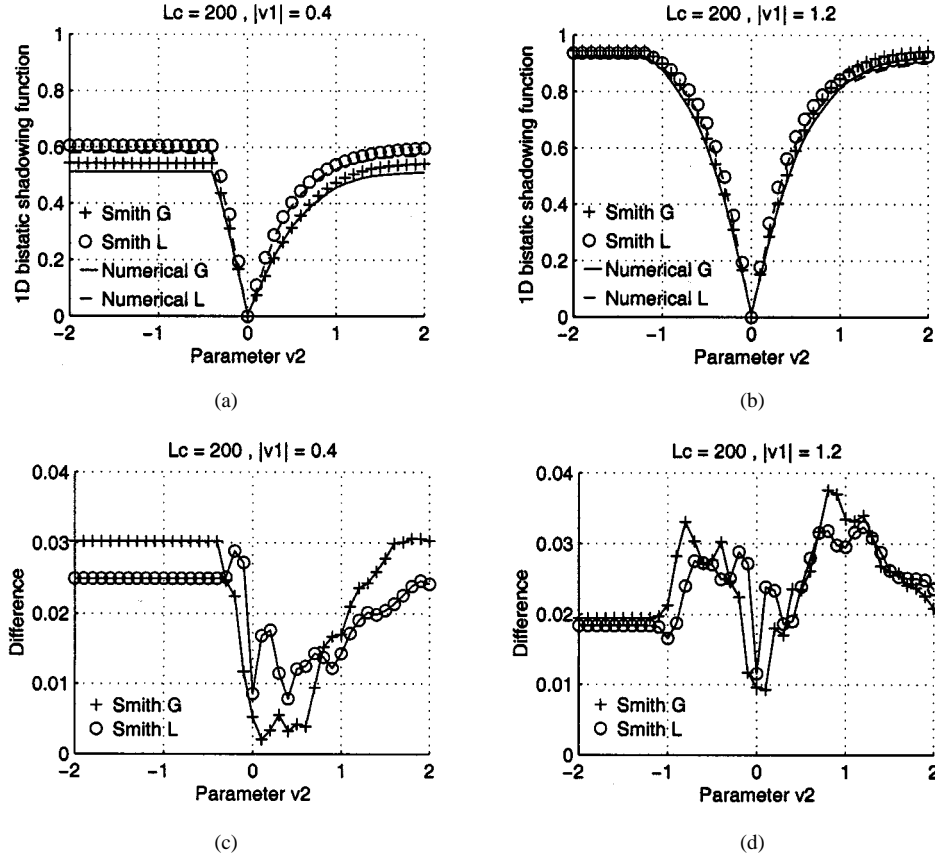 Lc = 200 , |v1| = 0.4
1D bistatic shadowing function
1
0.8
0.6
0.4
0.2
0
+ Smith G
O Smith L
— Numerical G
– Numerical L
−2 −1 0 1 2
Parameter v2
(a)
Lc = 200 , |v1| = 1.2
1D bistatic shadowing function
1
0.8
0.6
0.4
0.2
0
+ Smith G
O Smith L
— Numerical G
– Numerical L
−2 −1 0 1 2
Parameter v2
(b)
Lc = 200 , |v1| = 0.4
Difference
0.04
0.03
0.02
0.01
0
+ Smith G
O Smith L
−2 −1 0 1 2
Parameter v2
(c)
Lc = 200 , |v1| = 1.2
Difference
0.04
0.03
0.02
0.01
0
+ Smith G
O Smith L
−2 −1 0 1 2
Parameter v2
(d)